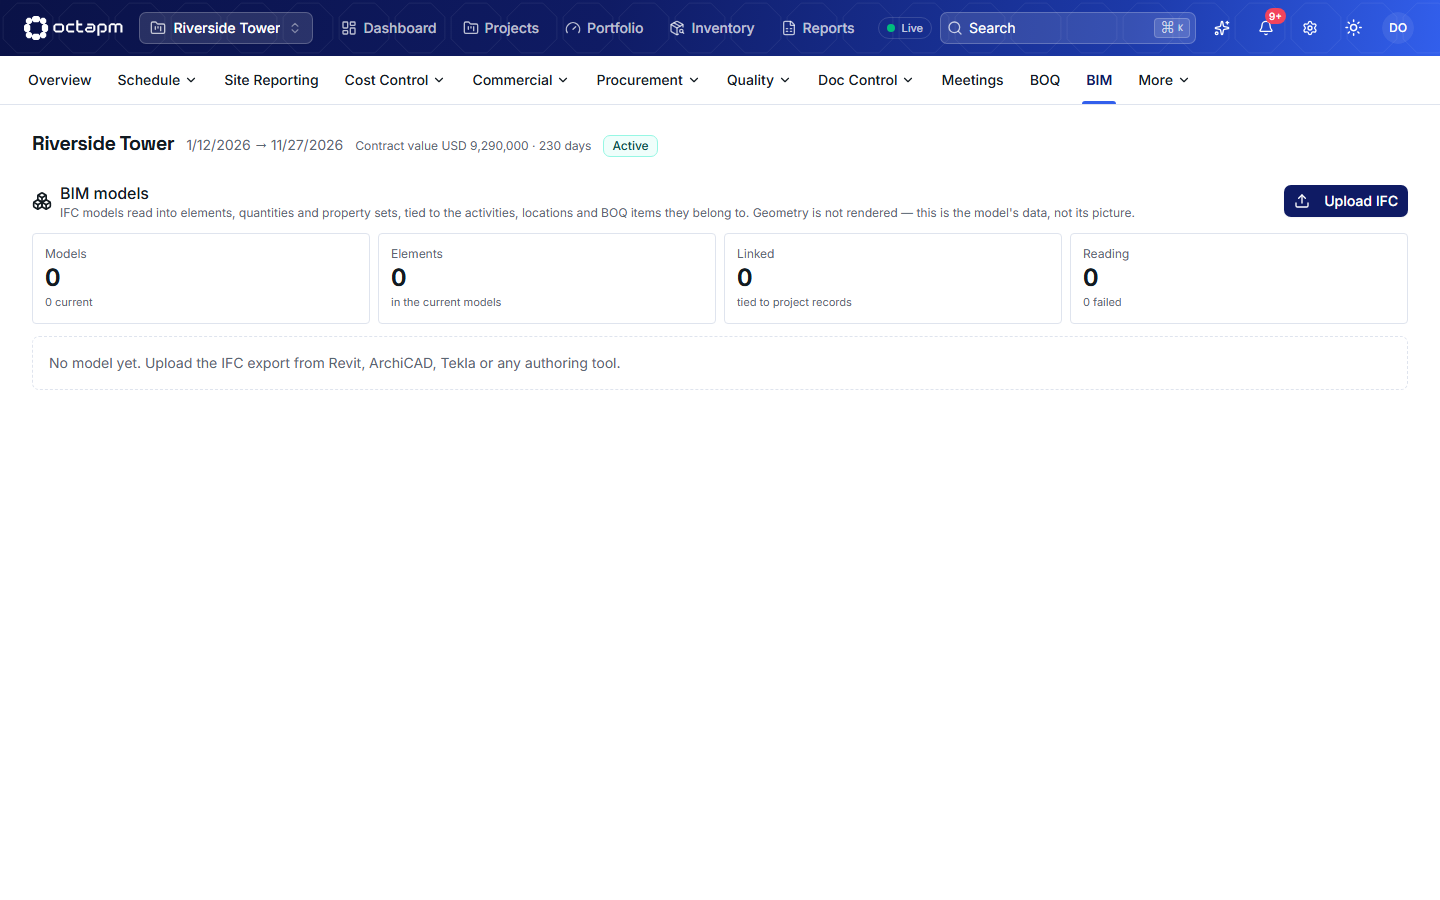 octapm Riverside Tower Dashboard Projects Portfolio Inventory Reports Live Search ⌘ K 9+ DO
Overview Schedule Site Reporting Cost Control Commercial Procurement Quality Doc Control Meetings BOQ BIM More
Riverside Tower 1/12/2026 → 11/27/2026 Contract value USD 9,290,000 · 230 days Active
BIM models
IFC models read into elements, quantities and property sets, tied to the activities, locations and BOQ items they belong to. Geometry is not rendered — this is the model's data, not its picture.
Upload IFC
Models
0
0 current
Elements
0
in the current models
Linked
0
tied to project records
Reading
0
0 failed
No model yet. Upload the IFC export from Revit, ArchiCAD, Tekla or any authoring tool.